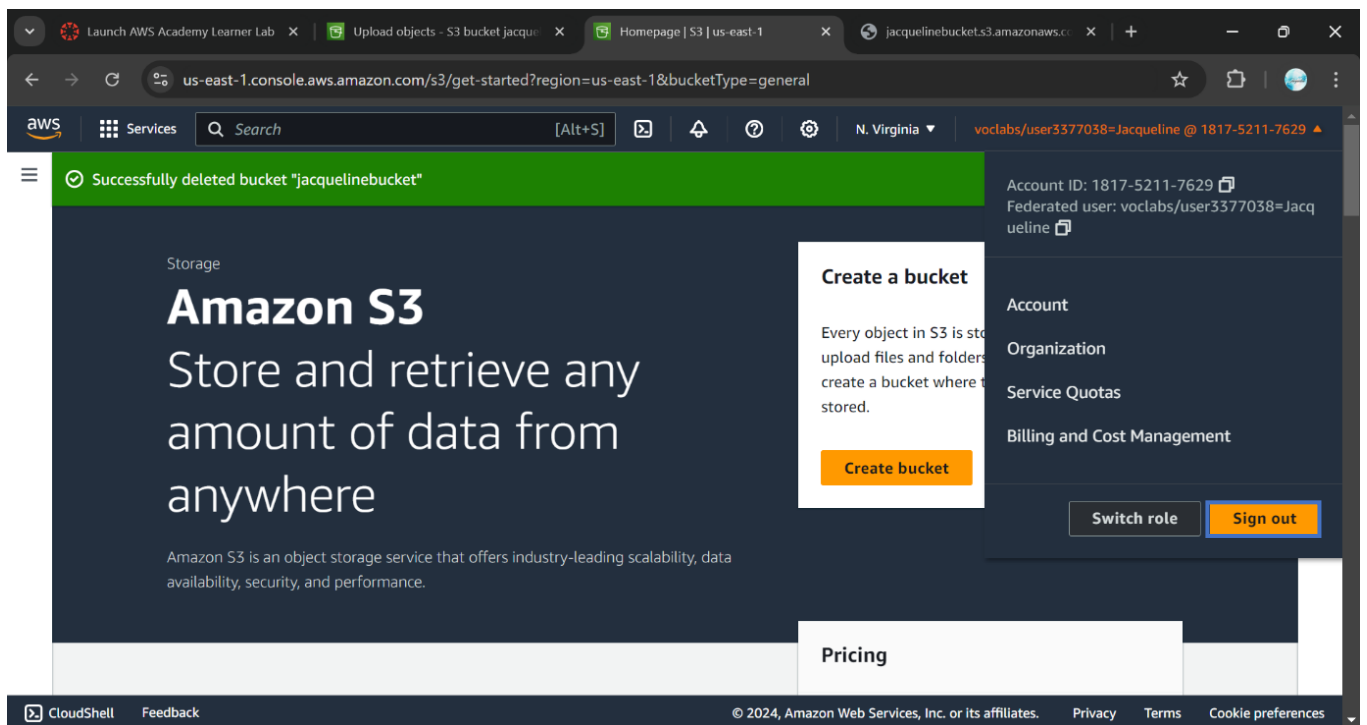 Launch AWS Academy Learner Lab
Upload objects - S3 bucket jacque
Homepage | S3 | us-east-1
jacquelinebucket.s3.amazonaws.cc
us-east-1.console.aws.amazon.com/s3/get-started?region=us-east-1&bucketType=general
aws
Services
Search
[Alt+S]
N. Virginia
voclabs/user3377038=Jacqueline @ 1817-5211-7629
Successfully deleted bucket "jacquelinebucket"
Account ID: 1817-5211-7629
Federated user: voclabs/user3377038=Jacq
ueline
Account
Organization
Service Quotas
Billing and Cost Management
Switch role
Sign out
Storage
Amazon S3
Store and retrieve any
amount of data from
anywhere
Amazon S3 is an object storage service that offers industry-leading scalability, data
availability, security, and performance.
Create a bucket
Every object in S3 is sto
upload files and folders
create a bucket where t
stored.
Create bucket
Pricing
CloudShell
Feedback
© 2024, Amazon Web Services, Inc. or its affiliates.
Privacy
Terms
Cookie preferences